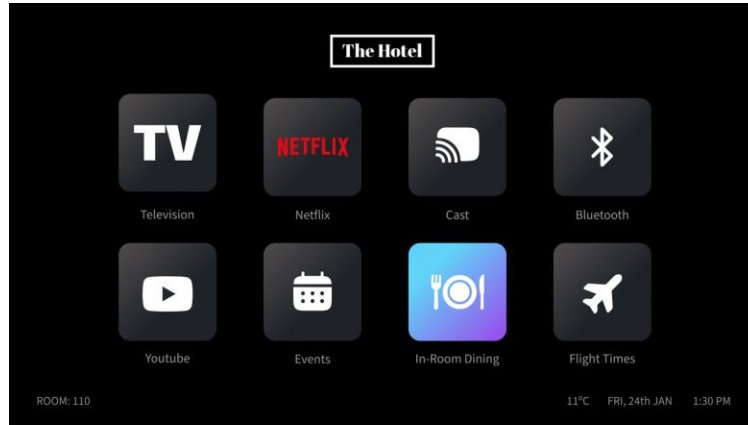 The Hotel
TV
NETFLIX
Television
Netflix
Cast
Bluetooth
Youtube
Events
In-Room Dining
Flight Times
ROOM: 110
11°C
FRI, 24th JAN
1:30 PM